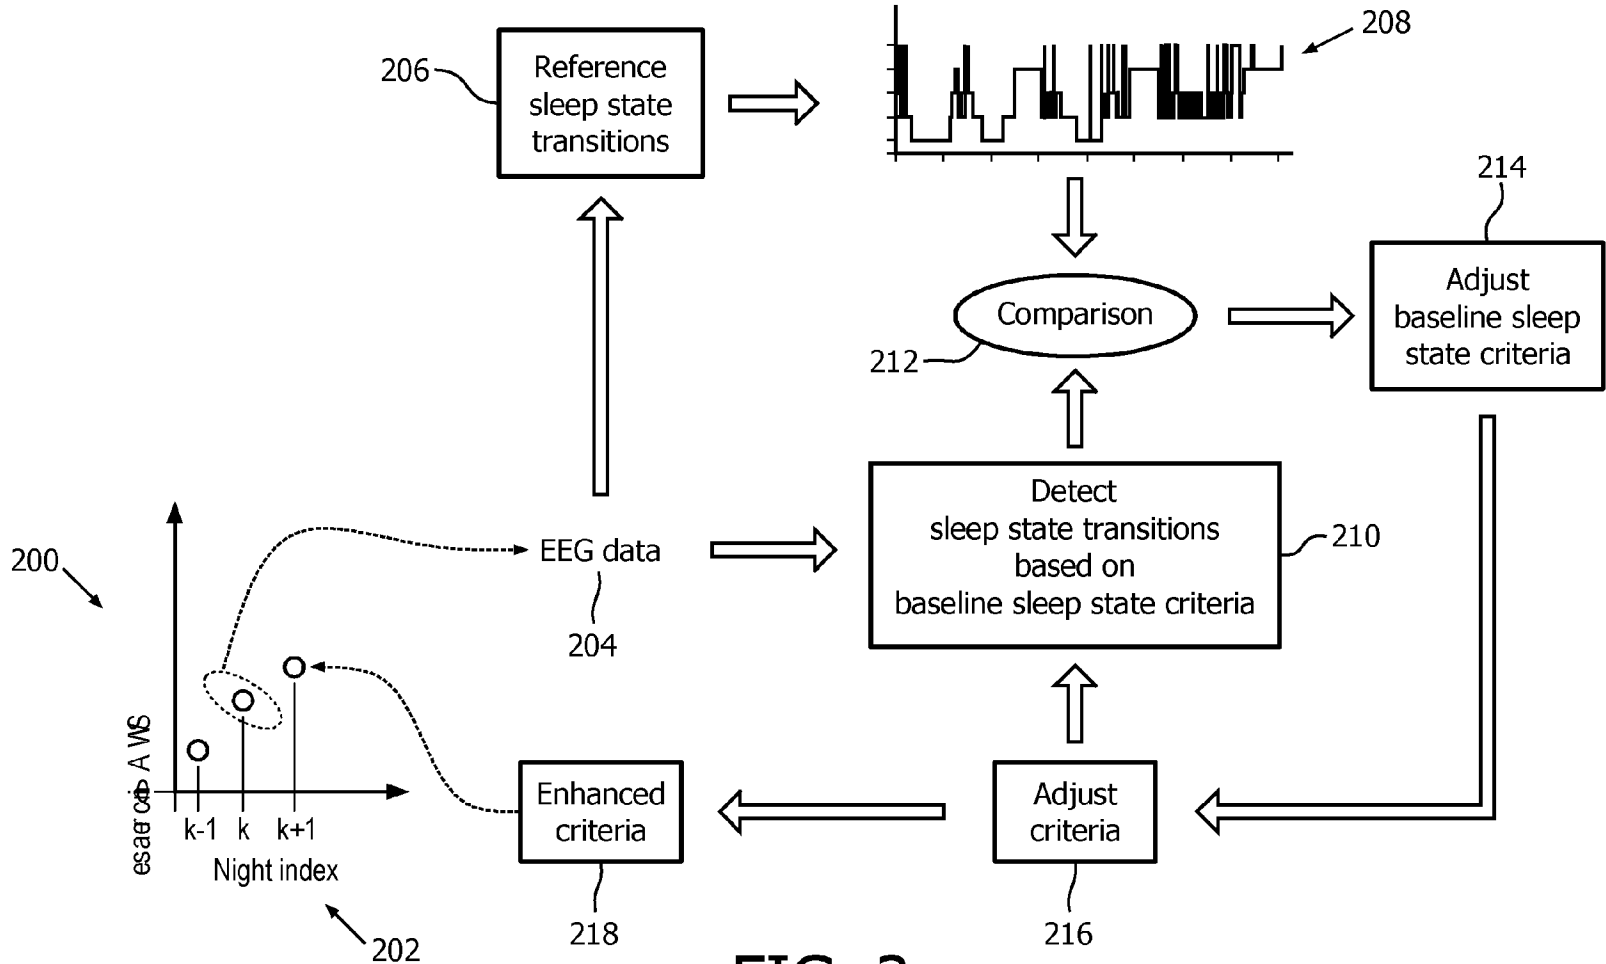 208
206
Reference
sleep state
transitions
214
Adjust
baseline sleep
state criteria
Comparison
212
Detect
sleep state transitions
based on
baseline sleep state criteria
210
EEG data
204
200
k-1 k k+1
Night index
202
Enhanced
criteria
218
Adjust
criteria
216